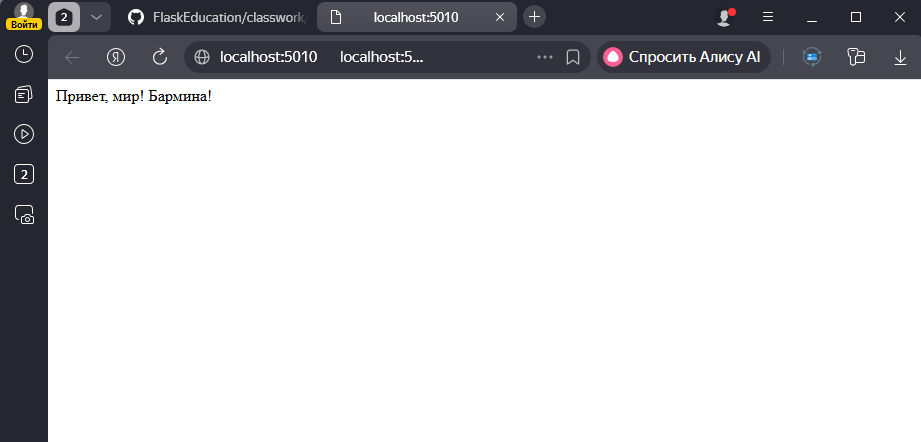 Войти
2
FlaskEducation/classwork
localhost:5010
localhost:5010
localhost:5...
Спросить Алису AI
Привет, мир! Бармина!
2